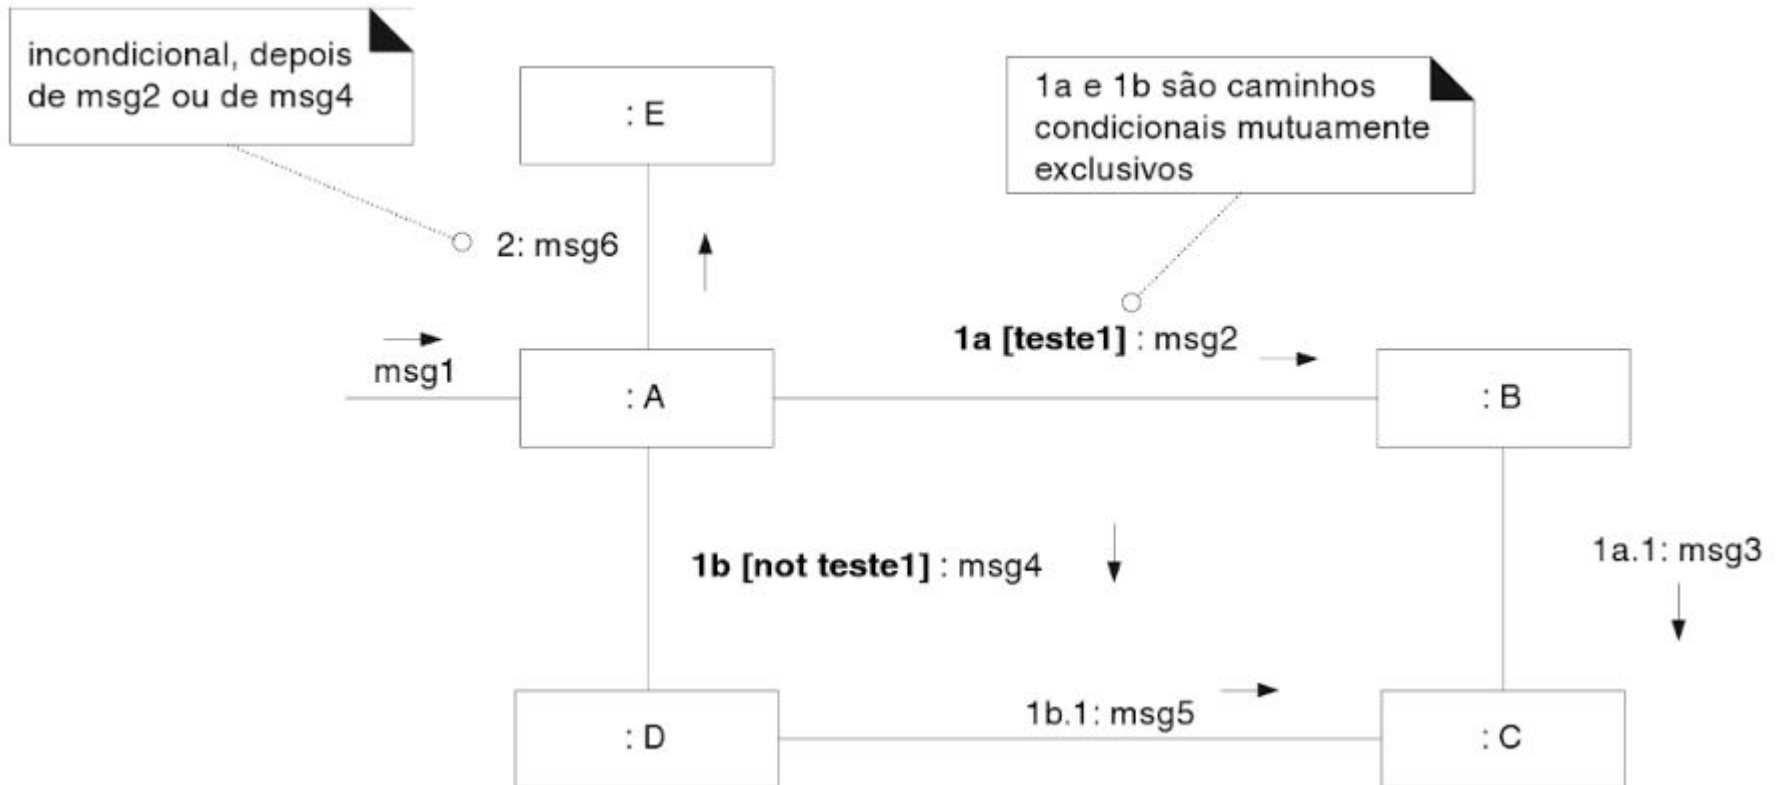 incondicional, depois
de msg2 ou de msg4
: E
1a e 1b são caminhos
condicionais mutuamente
exclusivos
2: msg6
1a [teste1] : msg2
msg1
: A
: B
1b [not teste1] : msg4
1a.1: msg3
1b.1: msg5
: D
: C